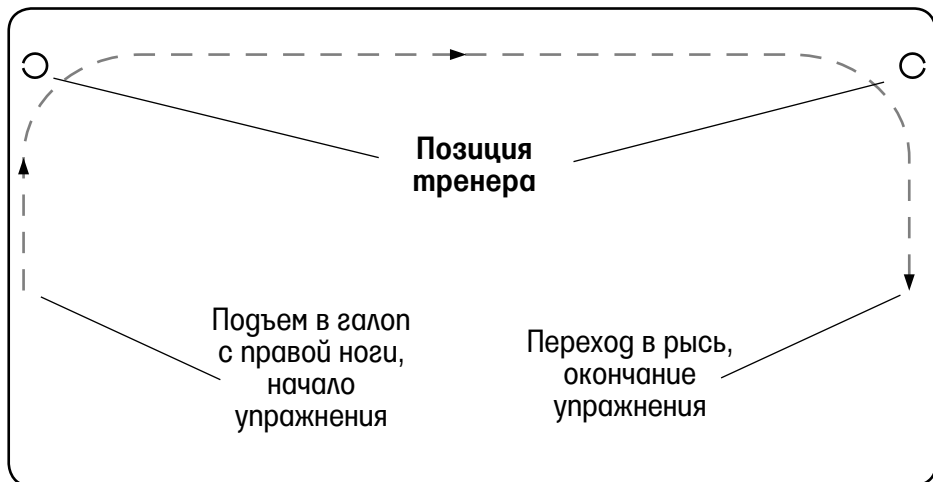 Позиция
тренера
Подъем в галоп
с правой ноги,
начало
упражнения
Переход в рысь,
окончание
упражнения